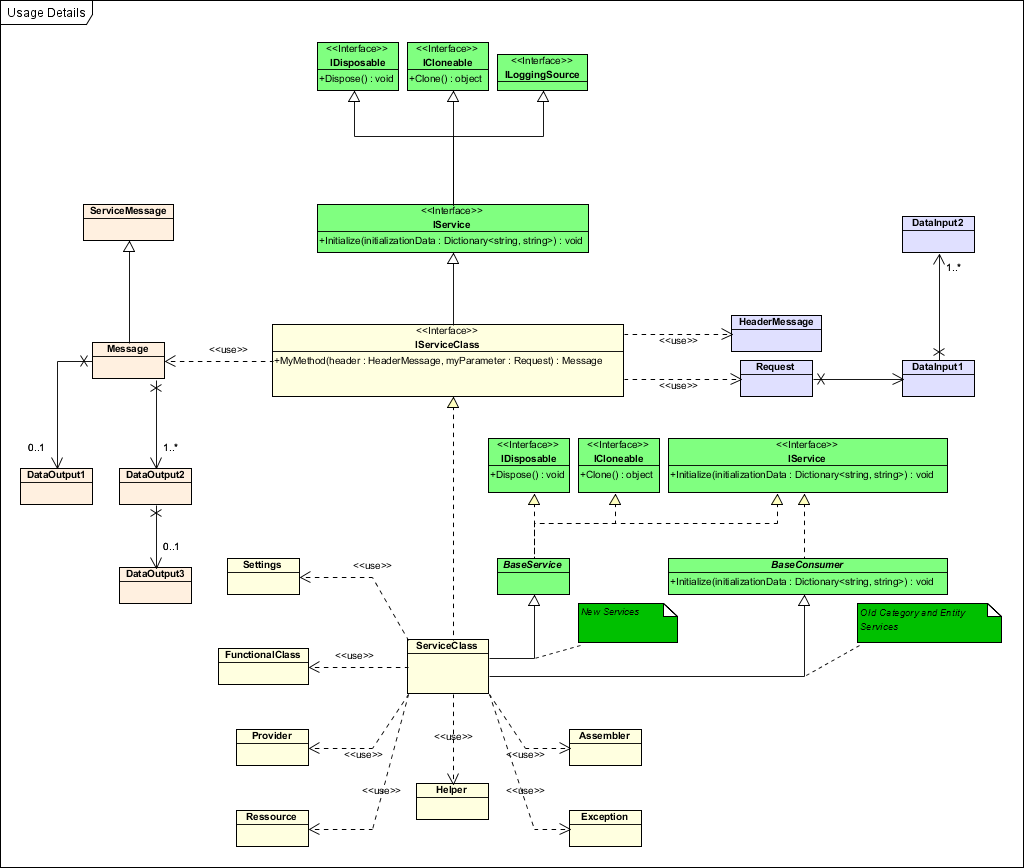 Usage Details
<<Interface>>
IDisposable
+Dispose() : void
<<Interface>>
ICloneable
+Clone() : object
<<Interface>>
ILoggingSource
ServiceMessage
<<Interface>>
IService
+Initialize(initializationData : Dictionary<string, string>) : void
DataInput2
1..*
<<Interface>>
IServiceClass
+MyMethod(header : HeaderMessage, myParameter : Request) : Message
HeaderMessage
<<use>>
Message
<<use>>
Request
<<use>>
DataInput1
0..1
1..*
DataOutput1
DataOutput2
0..1
DataOutput3
<<Interface>>
IDisposable
+Dispose() : void
<<Interface>>
ICloneable
+Clone() : object
<<Interface>>
IService
+Initialize(initializationData : Dictionary<string, string>) : void
Settings
<<use>>
BaseService
BaseConsumer
+Initialize(initializationData : Dictionary<string, string>) : void
New Services
Old Category and Entity
Services
ServiceClass
FunctionalClass
<<use>>
Provider
<<use>>
<<use>>
<<use>>
Assembler
Ressource
<<use>>
Helper
<<use>>
Exception